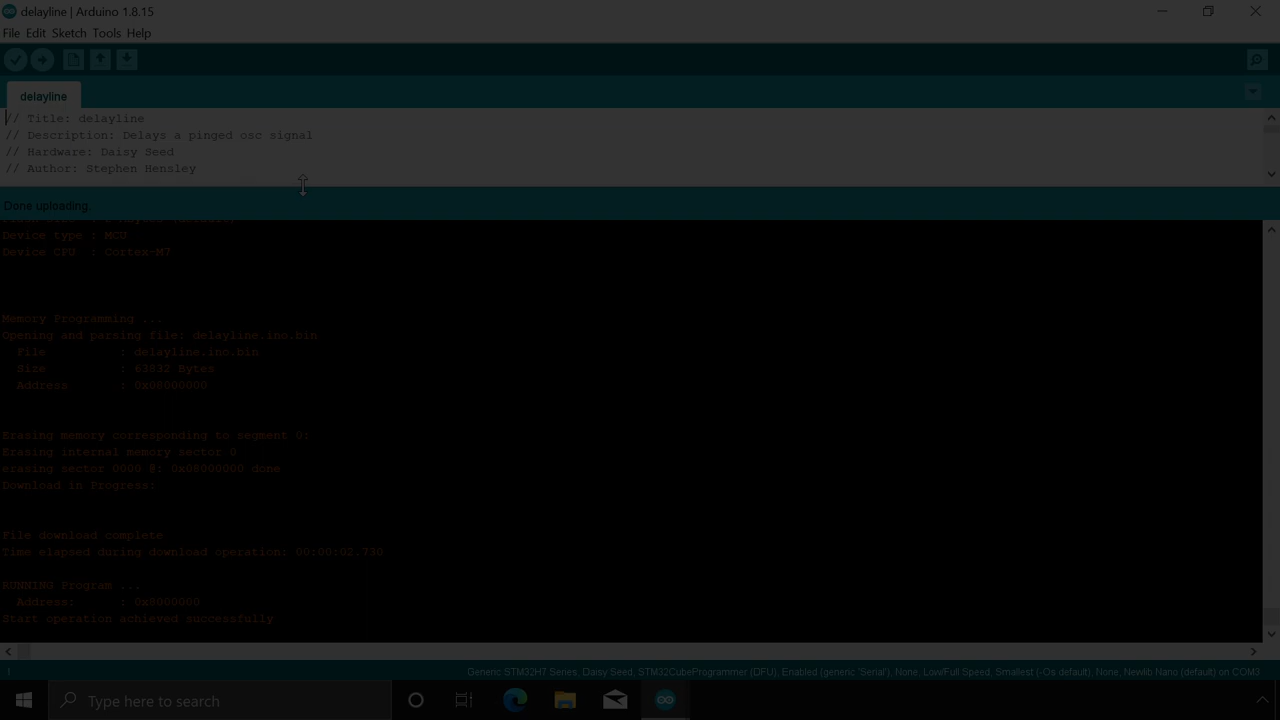 delayline | Arduino 1.8.15
File Edit Sketch Tools Help
delayline
// Title: delayline
// Description: Delays a pinged osc signal
// Hardware: Daisy Seed
// Author: Stephen Hensley
Done uploading.
Device type : MCU
Device CPU  : Cortex-M7
Memory Programming ...
Opening and parsing file: delayline.ino.bin
File          : delayline.ino.bin
Size          : 63832 Bytes
Address       : 0x08000000
Erasing memory corresponding to segment 0:
Erasing internal memory sector 0
erasing sector 0000 @: 0x08000000 done
Download in Progress:
File download complete
Time elapsed during download operation: 00:00:02.730
RUNNING Program ...
Address:      : 0x8000000
Start operation achieved successfully
1 Generic STM32H7 Series, Daisy Seed, STM32CubeProgrammer (DFU), Enabled (generic 'Serial'), None, Low/Full Speed, Smallest (-Os default), None, Newlib Nano (default) on COM3
Type here to search